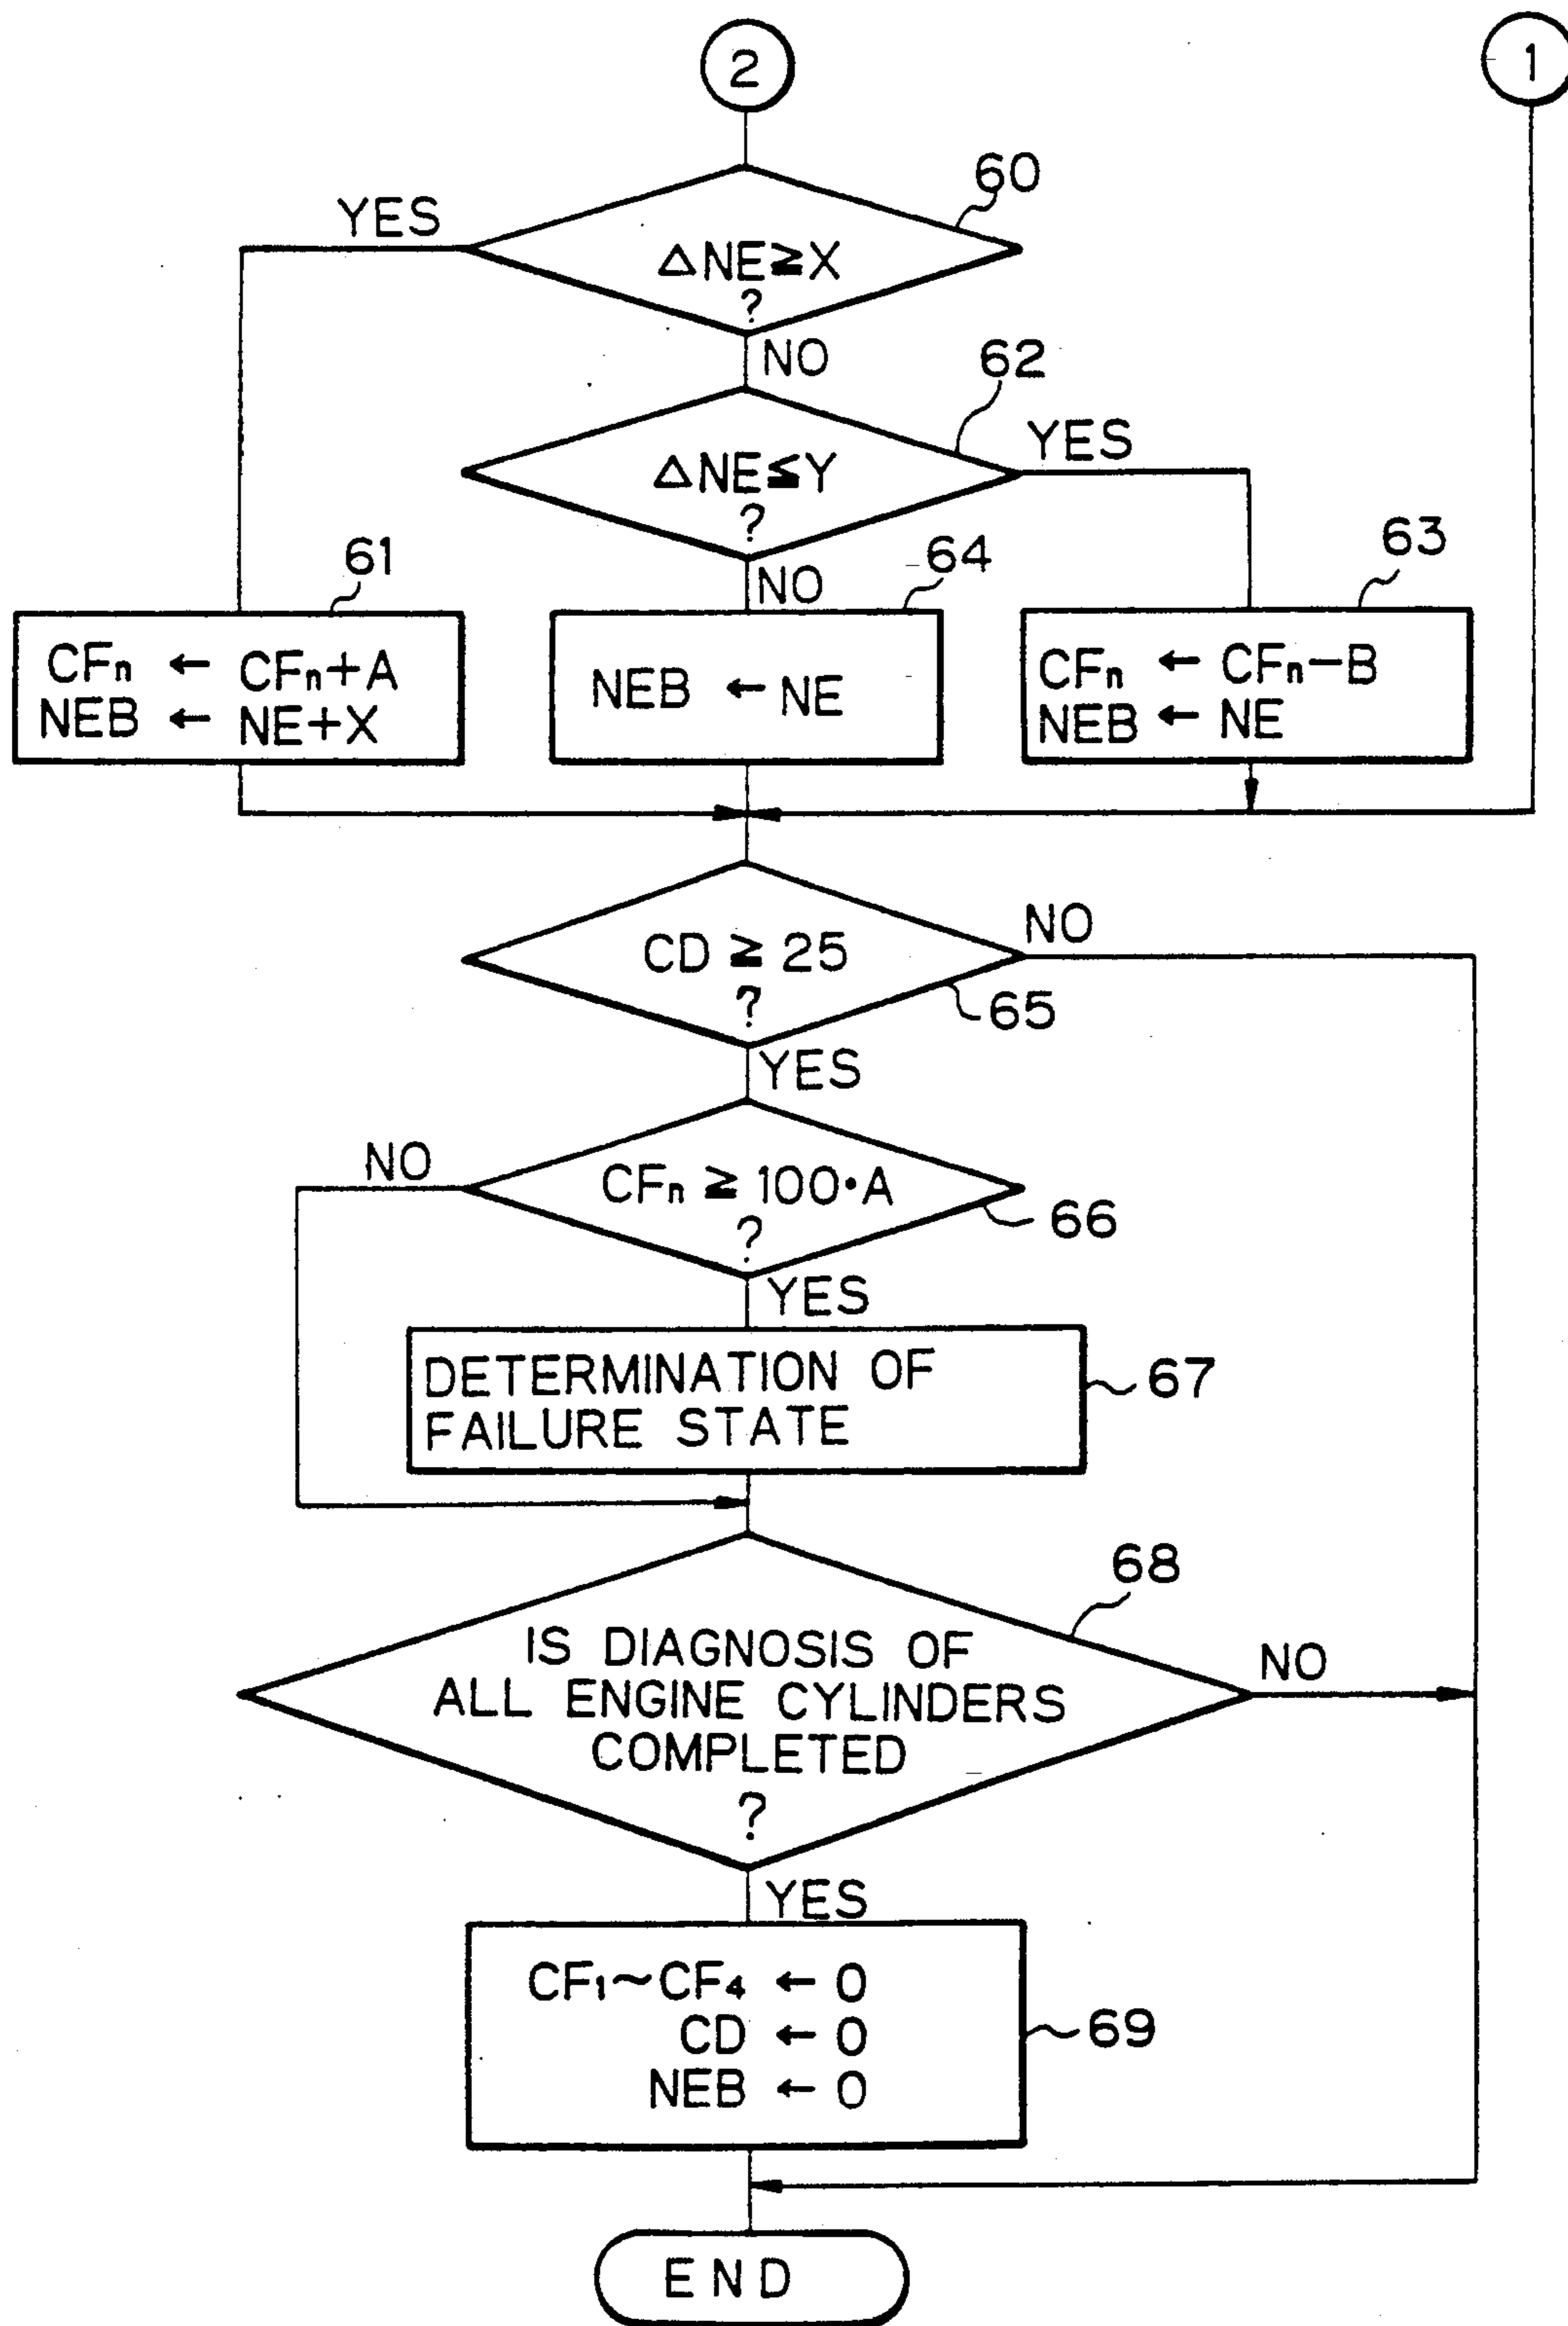 2
1
60
YES
△NE≧X
?
NO
62
YES
△NE≦Y
?
61
NO
64
63
CFn ← CFn+A
NEB ← NE+X
NEB ← NE
CFn ← CFn−B
NEB ← NE
NO
CD ≧ 25
?
65
YES
NO
CFn ≧ 100・A
?
66
YES
DETERMINATION OF
FAILURE STATE
67
68
IS DIAGNOSIS OF
ALL ENGINE CYLINDERS
COMPLETED
?
NO
YES
CF1~CF4 ← 0
CD ← 0
NEB ← 0
69
END